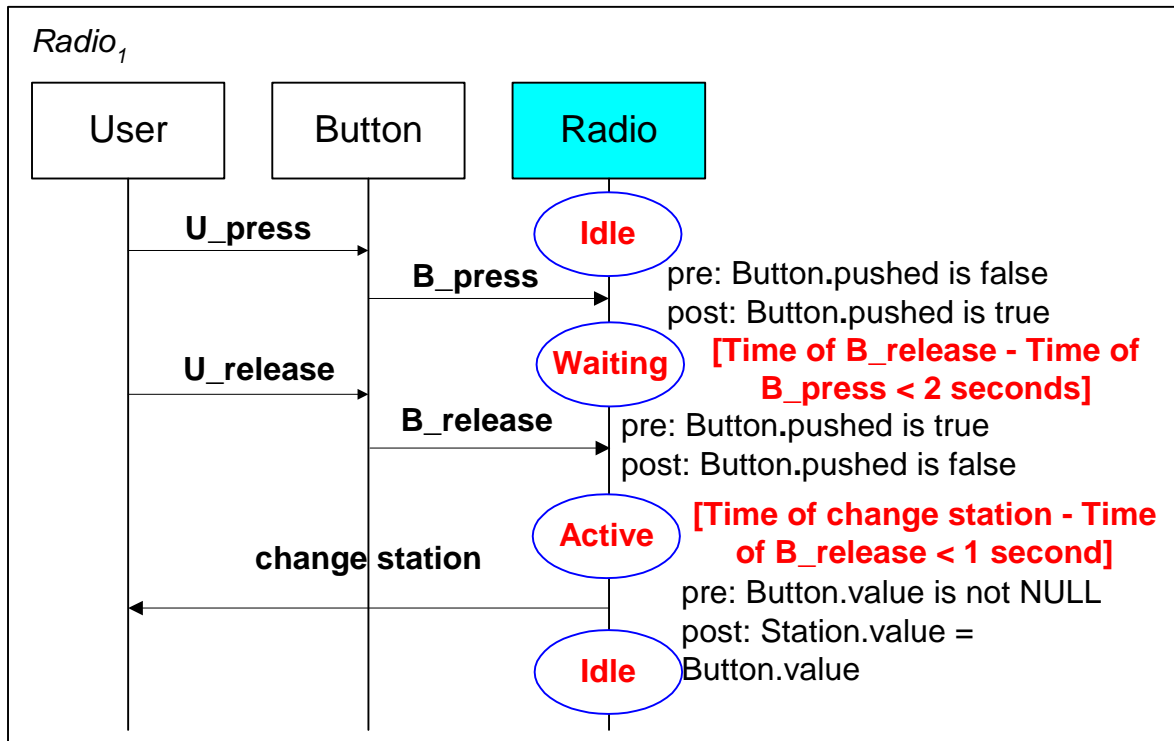 Radio1
User
Button
Radio
Idle
U_press
pre: Button.pushed is false
B_press
post: Button.pushed is true
Waiting
[Time of B_release - Time of
B_press < 2 seconds]
U_release
B_release
pre: Button.pushed is true
post: Button.pushed is false
Active
[Time of change station - Time
of B_release < 1 second]
change station
pre: Button.value is not NULL
post: Station.value =
Button.value
Idle